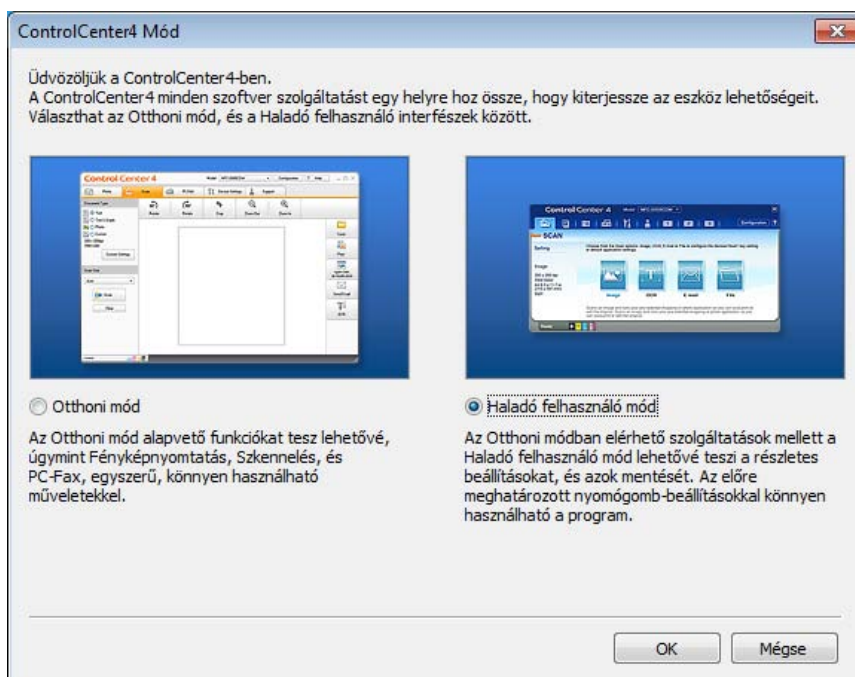 ControlCenter4 Mód
Üdvözöljük a ControlCenter4-ben.
A ControlCenter4 minden szoftver szolgáltatást egy helyre hoz össze, hogy kiterjessze az eszköz lehetőségeit.
Választhat az Otthoni mód, és a Haladó felhasználó interfészek között.
Control Center 4
Control Center 4
SCAN
Image
OCR
E-mail
File
Otthoni mód
Az Otthoni mód alapvető funkciókat tesz lehetővé,
úgymint Fényképnyomtatás, Szkennelés, és
PC-Fax, egyszerű, könnyen használható
műveletekkel.
Haladó felhasználó mód
Az Otthoni módban elérhető szolgáltatások mellett a
Haladó felhasználó mód lehetővé teszi a részletes
beállításokat, és azok mentését. Az előre
meghatározott nyomógomb-beállításokkal könnyen
használható a program.
OK
Mégse